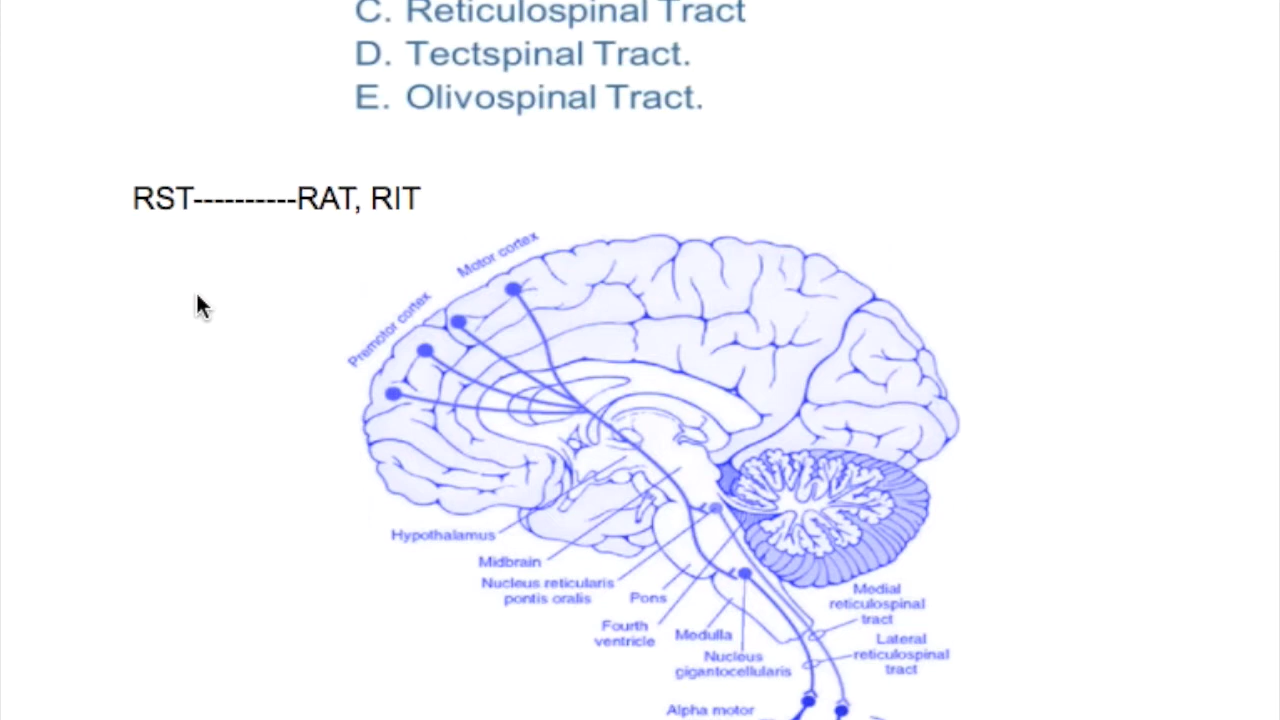 C. Reticulospinal Tract
D. Tectspinal Tract.
E. Olivospinal Tract.
RST----------RAT, RIT
Motor cortex
Premotor cortex
Hypothalamus
Midbrain
Nucleus reticularis
pontis oralis
Pons
Fourth
ventricle
Medulla
Nucleus
gigantocellularis
Medial
reticulospinal
tract
Lateral
reticulospinal
tract
Alpha motor